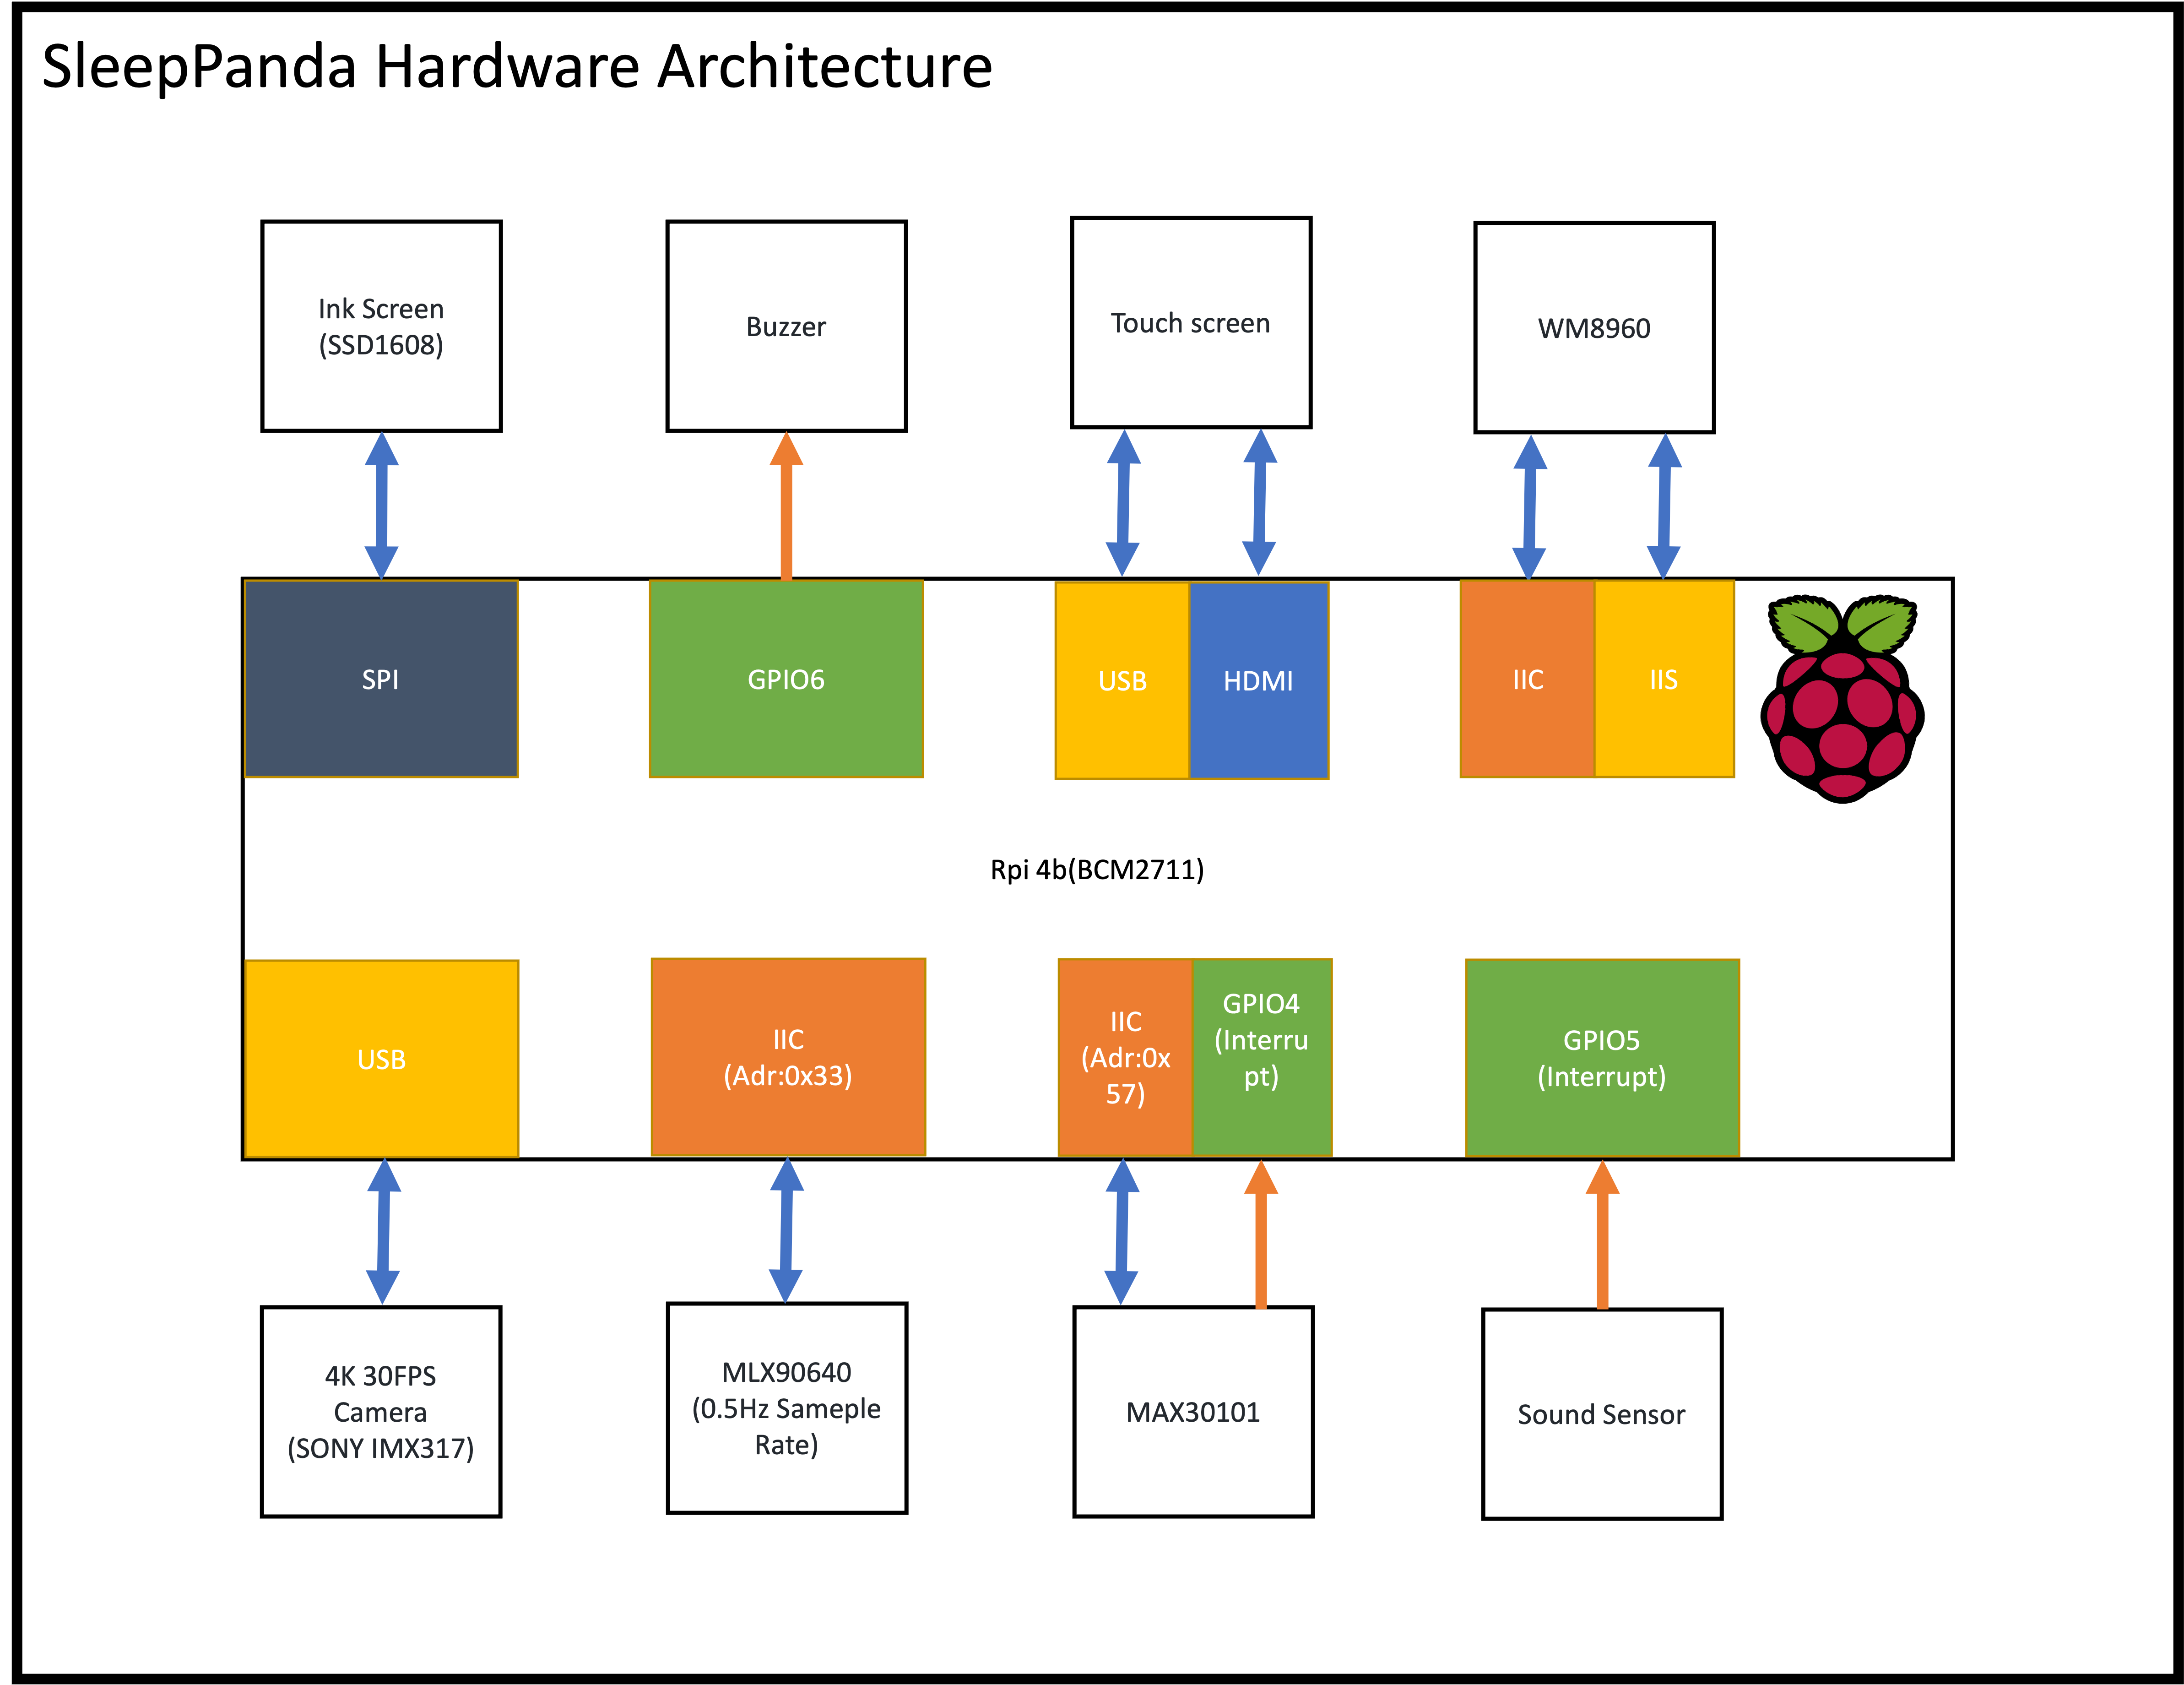 SleepPanda Hardware Architecture
Ink Screen
(SSD1608)
Buzzer
Touch screen
WM8960
SPI
GPIO6
USB
HDMI
IIC
IIS
Rpi 4b(BCM2711)
USB
IIC
(Adr:0x33)
IIC
(Adr:0x
57)
GPIO4
(Interru
pt)
GPIO5
(Interrupt)
4K 30FPS
Camera
(SONY IMX317)
MLX90640
(0.5Hz Sameple
Rate)
MAX30101
Sound Sensor